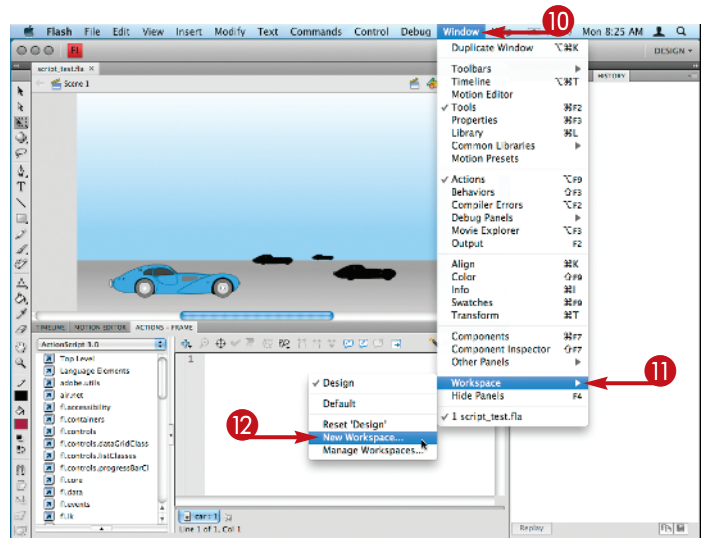 10
Flash File Edit View Insert Modify Text Commands Control Debug Window Mon 8:25 AM
DESIGN
script_test.fla ×
Scene 1
HISTORY
Duplicate Window ⌥⌘K
Toolbars
Timeline ⌥⌘T
Motion Editor
✓ Tools ⌘F2
Properties ⌘F3
Library ⌘L
Common Libraries
Motion Presets
✓ Actions ⌥F9
Behaviors ⇧F3
Compiler Errors ⌥F2
Debug Panels
Movie Explorer ⌥F3
Output F2
Align ⌘K
Color ⇧F9
Info ⌘I
Swatches ⌘F9
Transform ⌘T
Components ⌘F7
Component Inspector ⇧F7
Other Panels
Workspace
11
Hide Panels F4
✓ 1 script_test.fla
TIMELINE MOTION EDITOR ACTIONS – FRAME
ActionScript 3.0
1
Top Level
Language Elements
adobe.utils
air.net
fl.accessibility
fl.containers
fl.controls
fl.controls.dataGridClass
fl.controls.listClasses
fl.controls.progressBarCl
fl.core
fl.data
fl.events
fl.ik
✓ Design
Default
Reset 'Design'
12
New Workspace...
Manage Workspaces...
car : 1
Line 1 of 1, Col 1
Replay